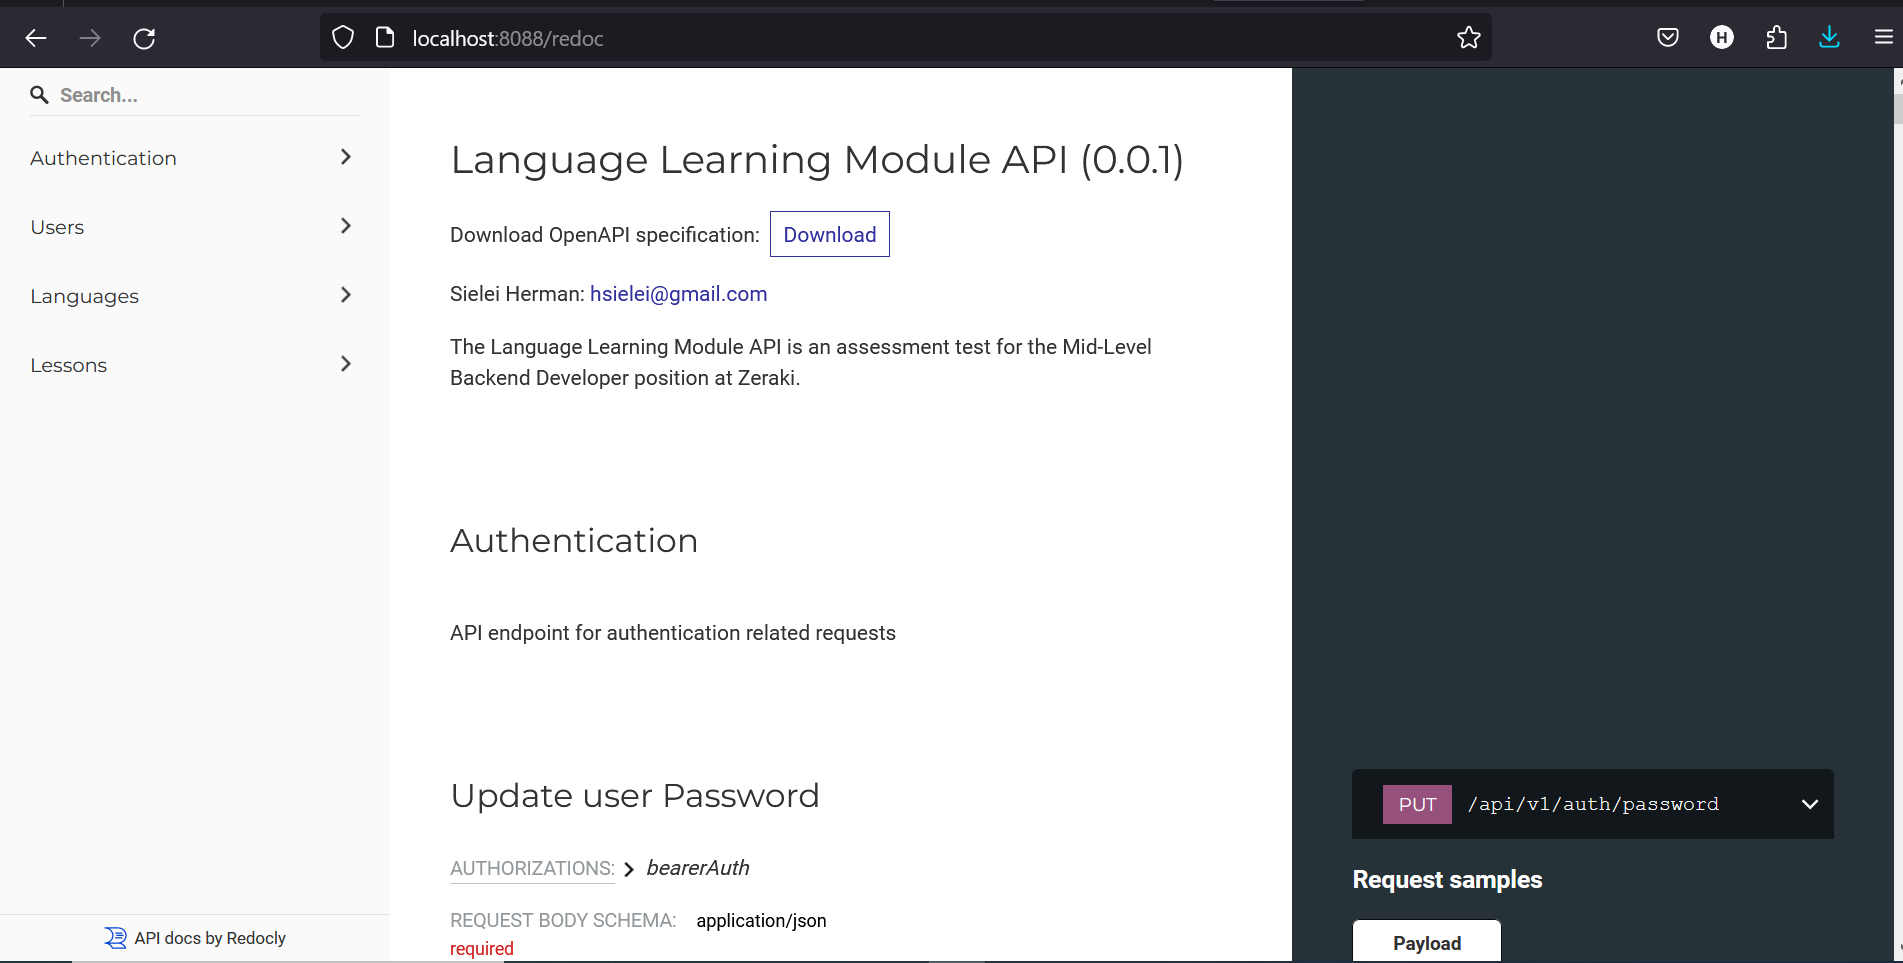 localhost:8088/redoc
H
Search...
Authentication
Users
Languages
Lessons
API docs by Redocly
Language Learning Module API (0.0.1)
Download OpenAPI specification: Download
Sielei Herman: hsielei@gmail.com
The Language Learning Module API is an assessment test for the Mid-Level
Backend Developer position at Zeraki.
Authentication
API endpoint for authentication related requests
Update user Password
AUTHORIZATIONS: bearerAuth
REQUEST BODY SCHEMA: application/json
required
PUT /api/v1/auth/password
Request samples
Payload